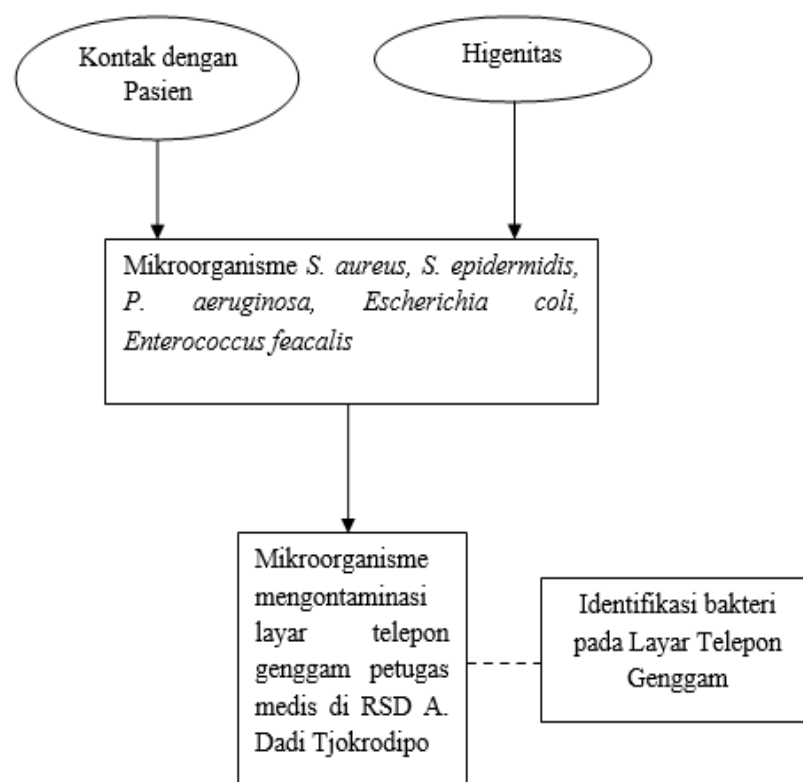 Kontak dengan
Pasien
Higenitas
Mikroorganisme S. aureus, S. epidermidis,
P. aeruginosa, Escherichia coli,
Enterococcus feacalis
Mikroorganisme
mengontaminasi
layar telepon
genggam petugas
medis di RSD A.
Dadi Tjokrodipo
Identifikasi bakteri
pada Layar Telepon
Genggam